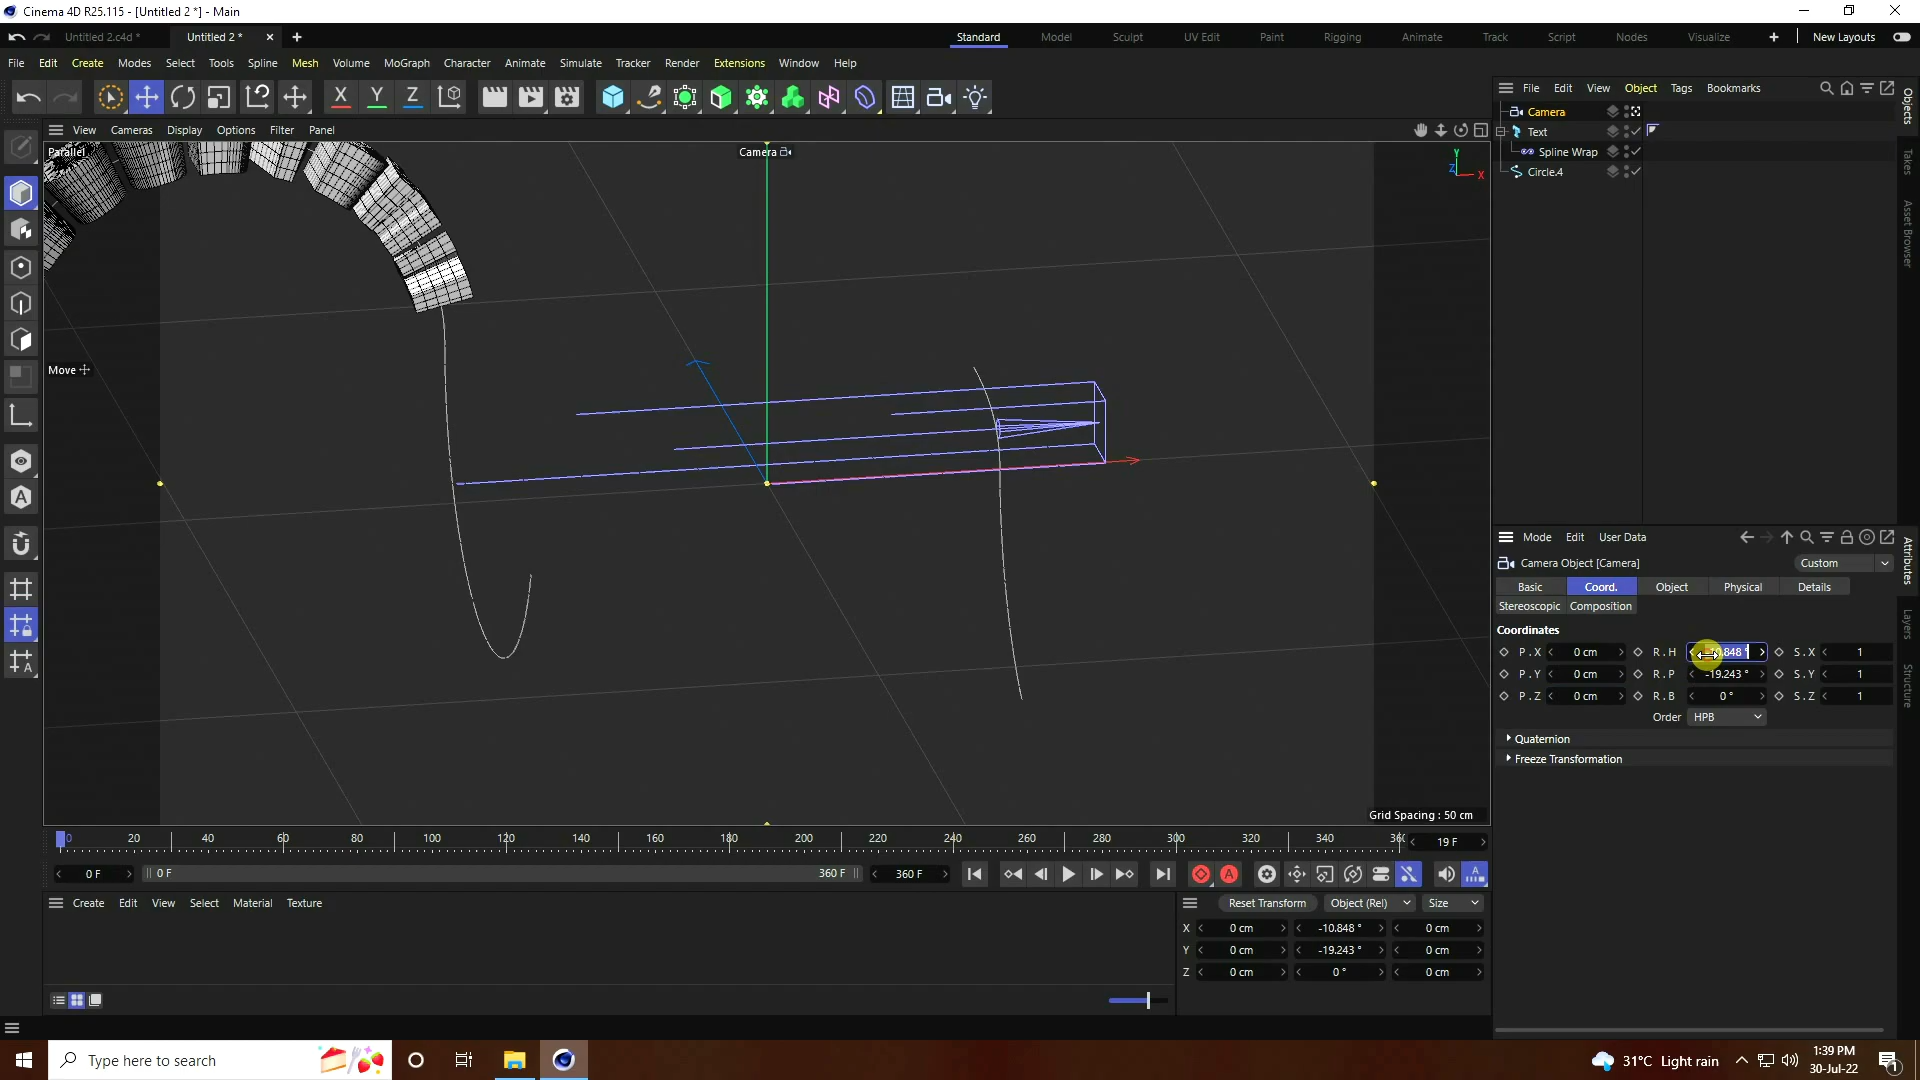 Cinema 4D R25.115 - [Untitled 2 *] - Main
Untitled 2.c4d *
Untitled 2 *
Standard Model Sculpt UV Edit Paint Rigging Animate Track Script Nodes Visualize New Layouts
File Edit Create Modes Select Tools Spline Mesh Volume MoGraph Character Animate Simulate Tracker Render Extensions Window Help
X Y Z
File Edit View Object Tags Bookmarks
Camera
Text
Spline Wrap
Circle.4
Objects
Takes
Asset Browser
View Cameras Display Options Filter Panel
Parallel
Camera
Y
Z
X
Move
Grid Spacing : 50 cm
Mode Edit User Data
Camera Object [Camera]
Custom
Basic Coord. Object Physical Details
Stereoscopic Composition
Coordinates
P . X 0 cm R . H S . X 1
P . Y 0 cm R . P -19.243 ° S . Y 1
P . Z 0 cm R . B 0 ° S . Z 1
Order HPB
Quaternion
Freeze Transformation
Attributes
Layers
Structure
0 20 40 60 80 100 120 140 160 180 200 220 240 260 280 300 320 340 19 F
0 F 0 F 360 F 360 F
Create Edit View Select Material Texture
Reset Transform Object (Rel) Size
X 0 cm -10.848 ° 0 cm
Y 0 cm -19.243 ° 0 cm
Z 0 cm 0 ° 0 cm
Type here to search
31°C Light rain
1:39 PM
30-Jul-22
1